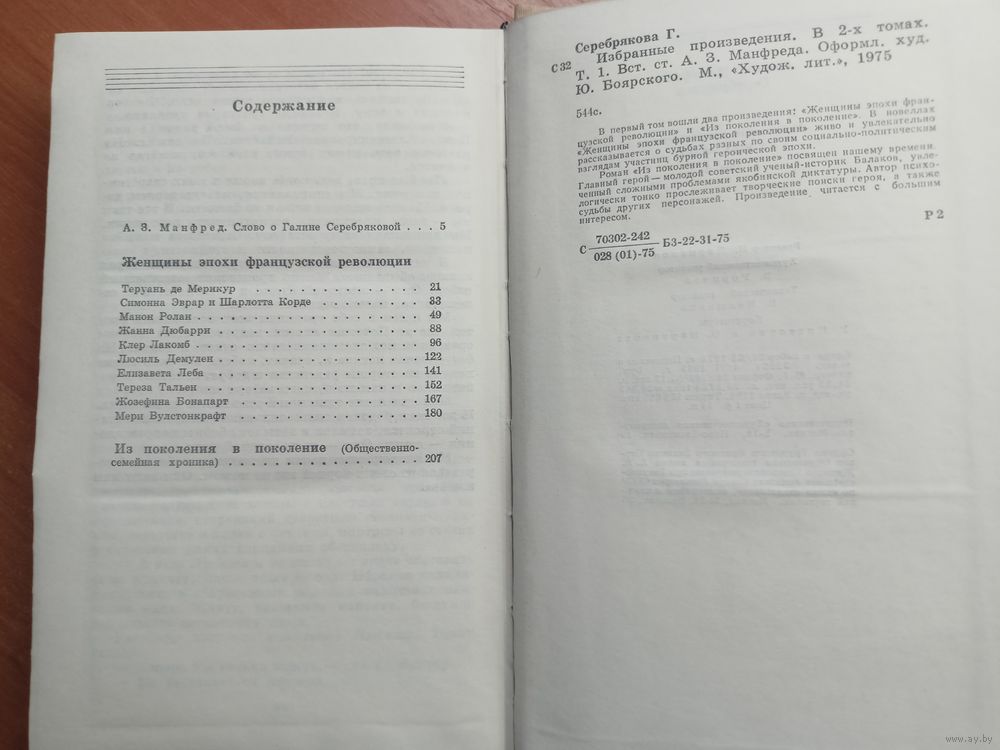 Содержание
А. З. Манфред. Слово о Галине Серебряковой . . . 5
Женщины эпохи французской революции
Теруань де Мерикур . . . . . . . . . . . . . . . 21
Симонна Эврар и Шарлотта Корде . . . . . . . . 33
Манон Ролан . . . . . . . . . . . . . . . . . . 49
Жанна Дюбарри . . . . . . . . . . . . . . . . . 88
Клер Лакомб . . . . . . . . . . . . . . . . . . 96
Люсиль Демулен . . . . . . . . . . . . . . . . 122
Елизавета Леба . . . . . . . . . . . . . . . . 141
Тереза Тальен . . . . . . . . . . . . . . . . . 152
Жозефина Бонапарт . . . . . . . . . . . . . . 167
Мери Вулстонкрафт . . . . . . . . . . . . . . 180
Из поколения в поколение (Общественно-
семейная хроника) . . . . . . . . . . . . . . . 207
Серебрякова Г.
С 32 Избранные произведения. В 2-х томах.
Т. 1. Вст. ст. А. З. Манфреда. Оформл. худ.
Ю. Боярского. М., «Худож. лит.», 1975
544с.
В первый том вошли два произведения: «Женщины эпохи фран-
цузской революции» и «Из поколения в поколение». В новеллах
«Женщины эпохи французской революции» живо и увлекательно
рассказывается о судьбах разных по своим социально-политическим
взглядам участниц бурной героической эпохи.
Роман «Из поколения в поколение» посвящен нашему времени.
Главный герой — молодой советский ученый-историк Балаков, увле-
ченный сложными проблемами якобинской диктатуры. Автор психо-
логически тонко прослеживает творческие поиски героя, а также
судьбы других персонажей. Произведение читается с большим
интересом.
С 70302-242 Б3-22-31-75
028 (01)-75
Р 2
www.ay.by